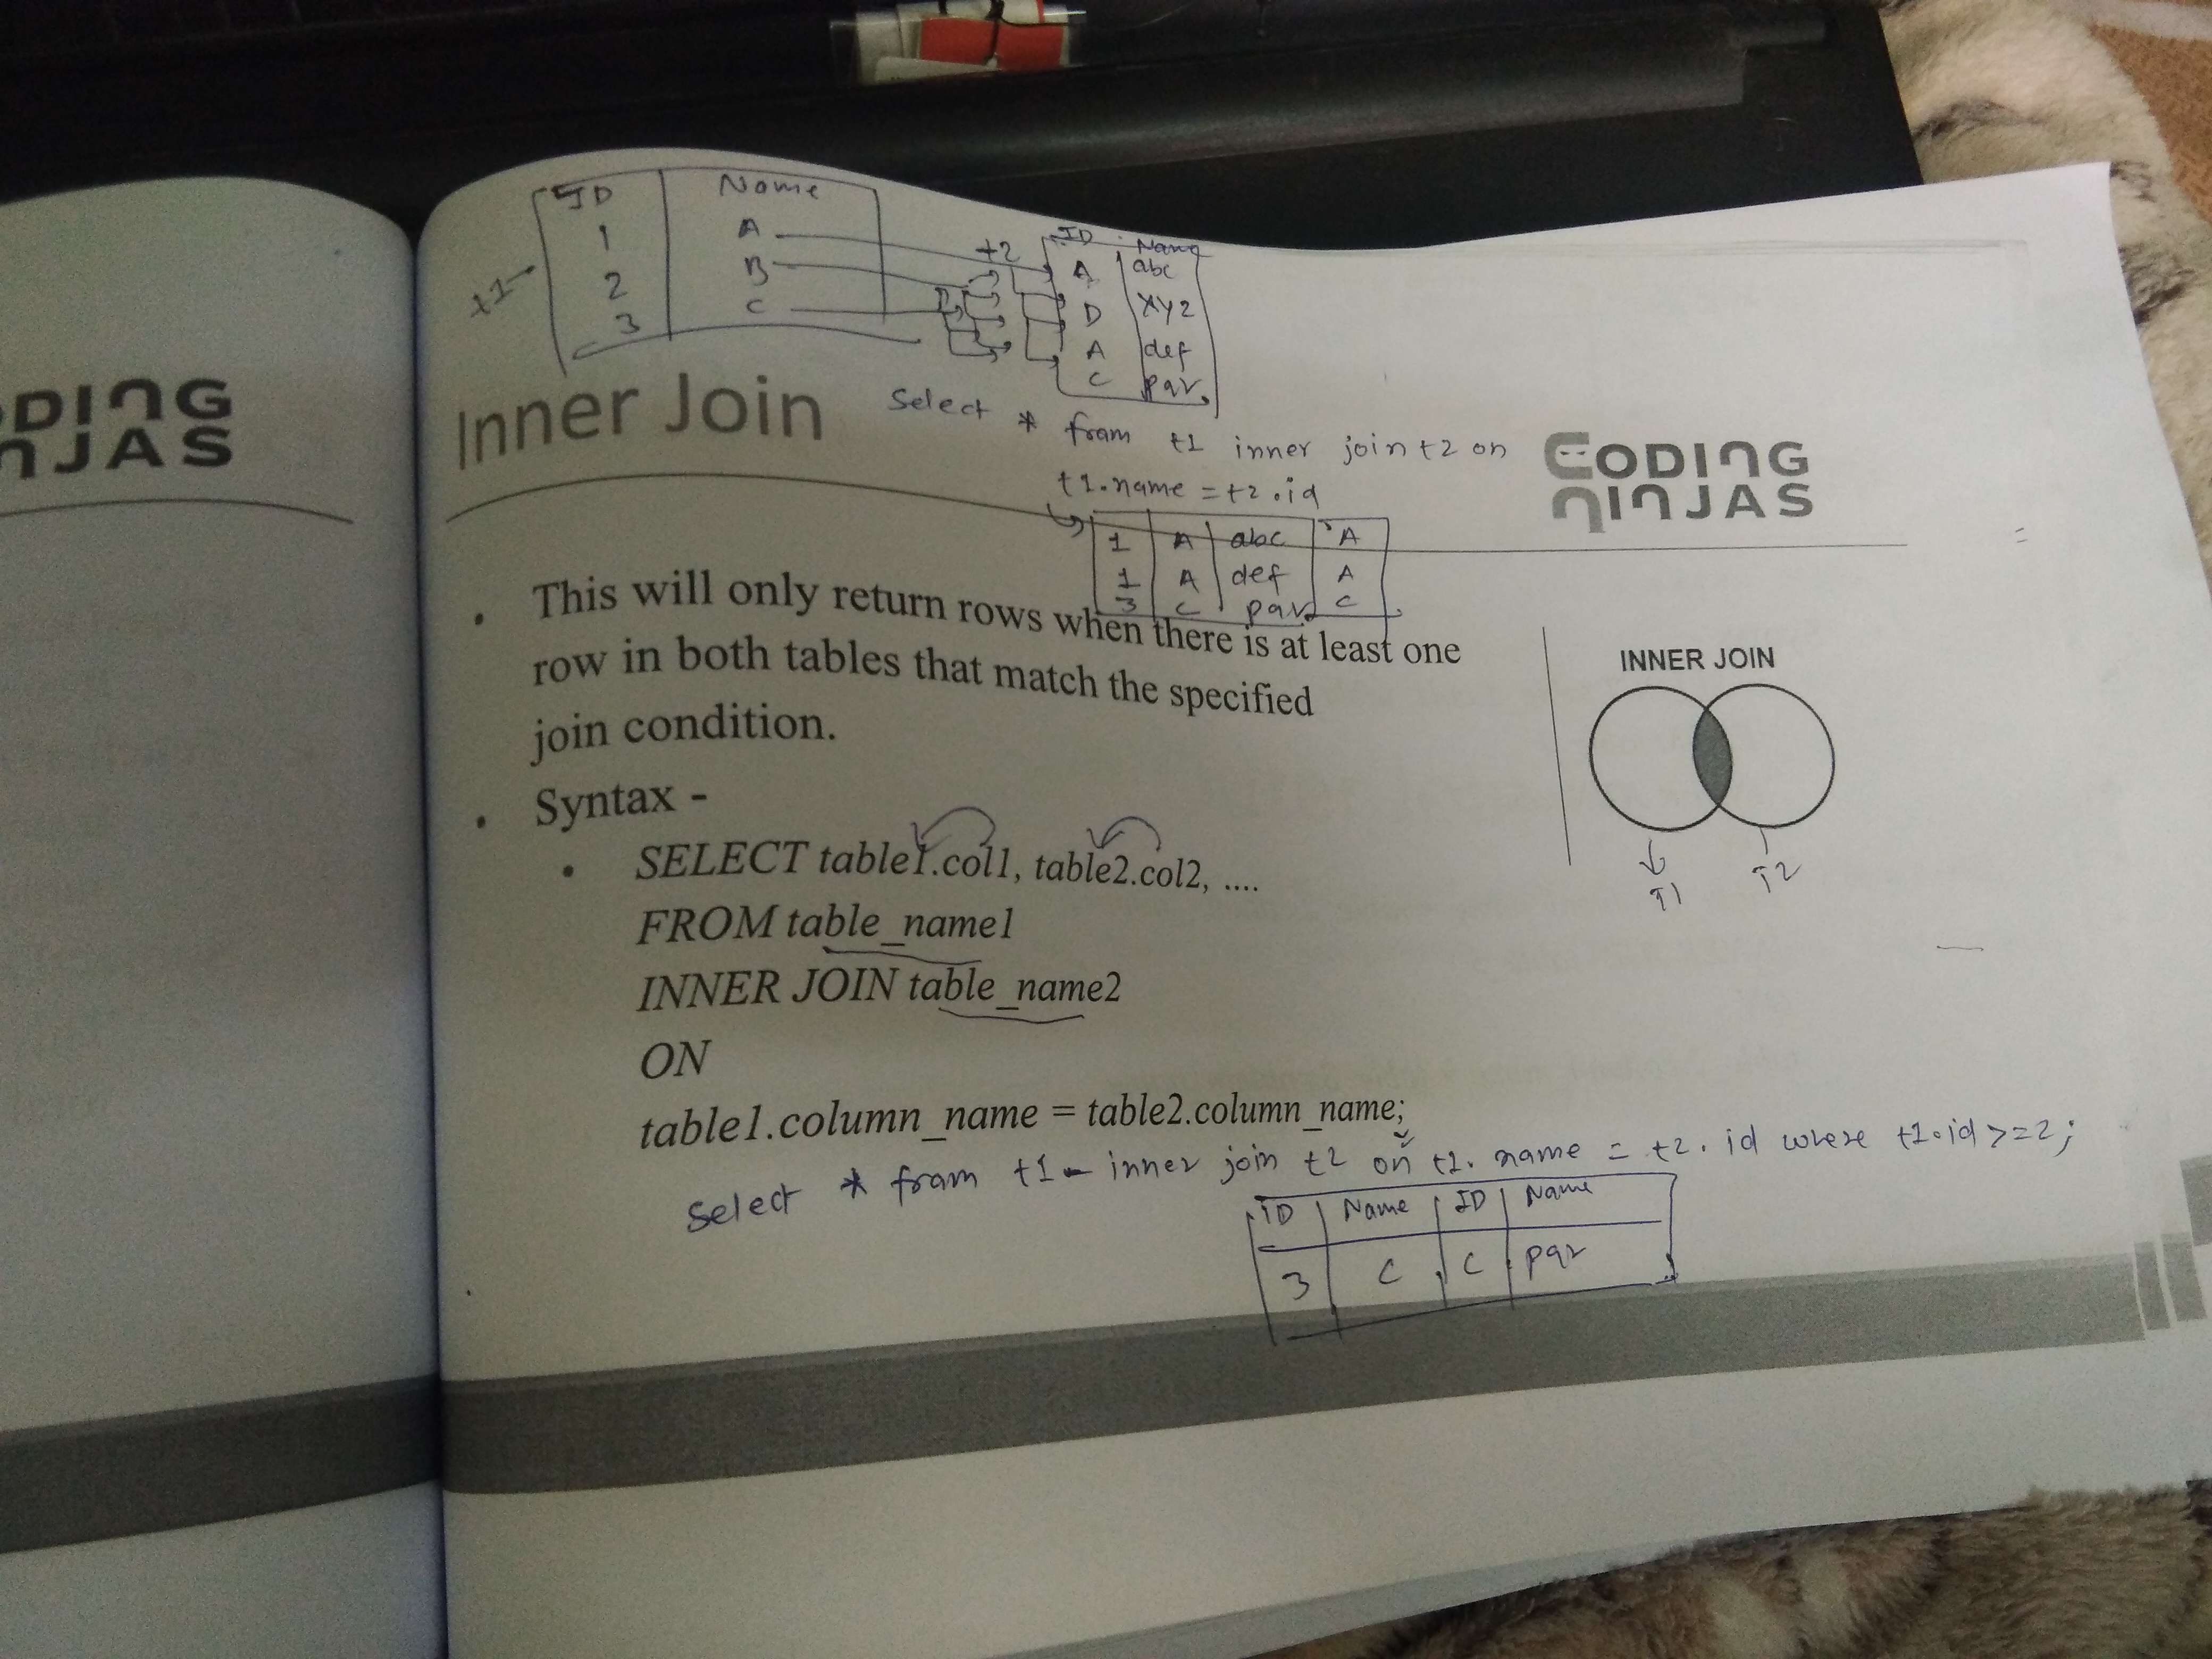 ID Name
1 A
2 B
3 C
t1
t2
ID Name
A abc
D xyz
A def
C pqr
ODING
NJAS
Inner Join
Select * fram t1 inner join t2 on
t1.name = t2.id
CODING
NINJAS
1 A abc A
1 A def A
3 C pqr C
. This will only return rows when there is at least one
row in both tables that match the specified
join condition.
INNER JOIN
T1 T2
. Syntax -
• SELECT table1.col1, table2.col2, ....
FROM table_name1
INNER JOIN table_name2
ON
table1.column_name = table2.column_name;
Select * fram t1 inner join t2 on t1.name = t2.id where t1.id >=2;
ID Name ID Name
3 C C pqr